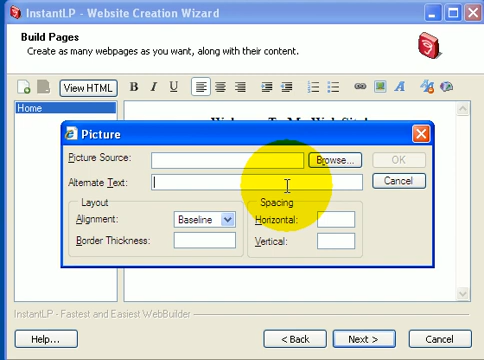 InstantLP - Website Creation Wizard
Build Pages
Create as many webpages as you want, along with their content.
View HTML B I U
Home
Picture
Picture Source: Browse... OK
Alternate Text: Cancel
Layout Spacing
Alignment: Baseline Horizontal:
Border Thickness: Vertical:
InstantLP - Fastest and Easiest WebBuilder
Help... < Back Next > Cancel